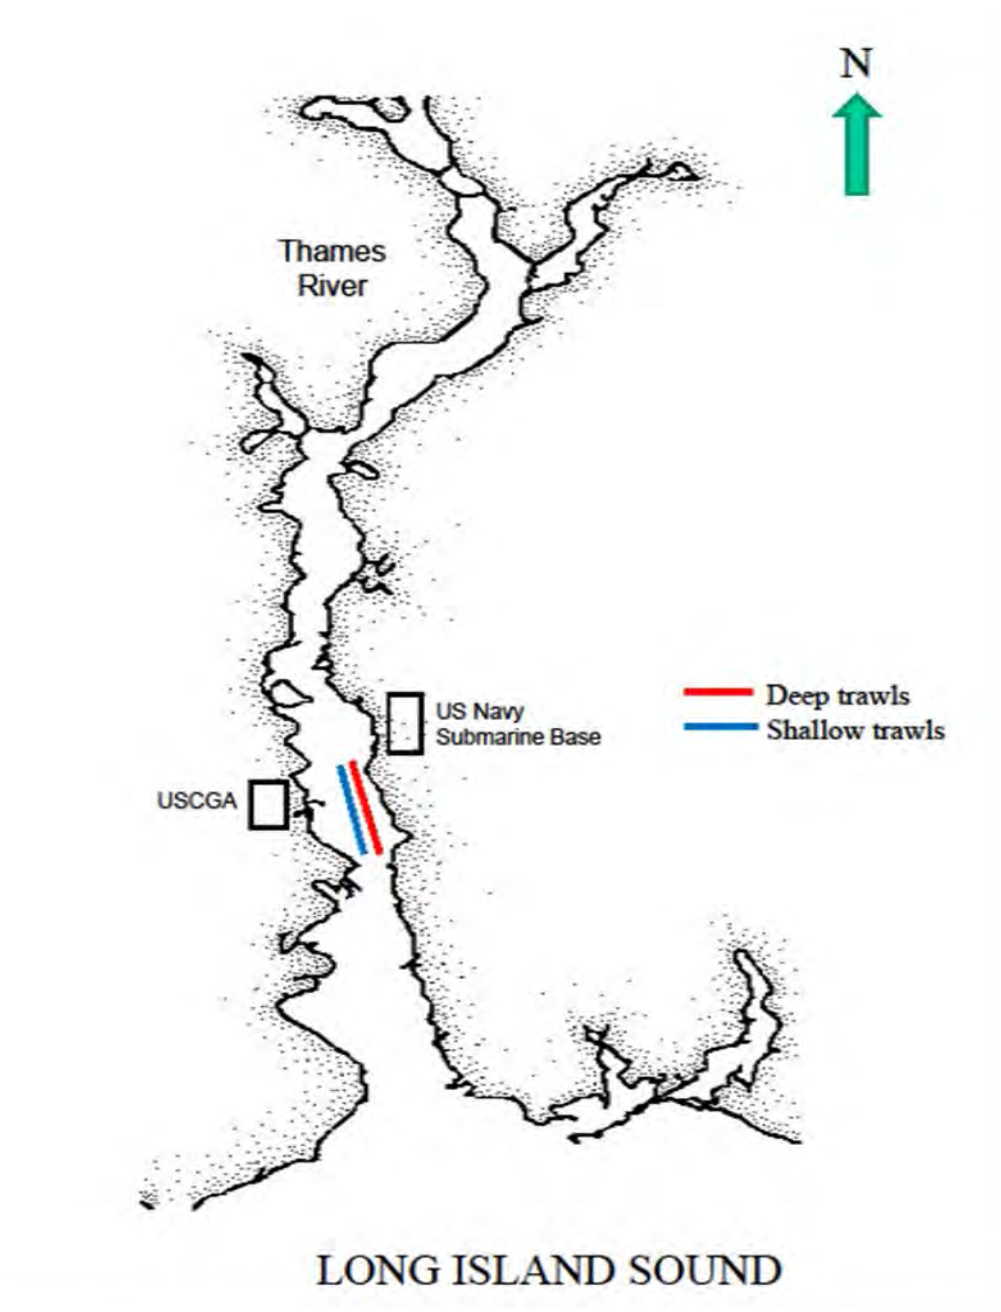 N
Thames
River
US Navy
Submarine Base
Deep trawls
Shallow trawls
USCGA
LONG ISLAND SOUND